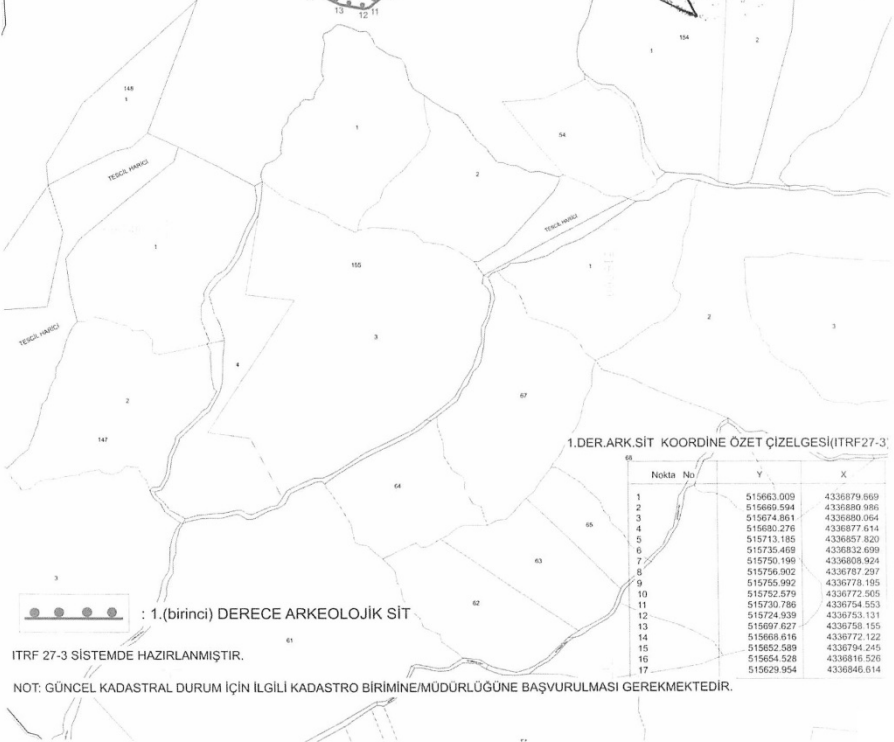 13 12 11
1
104
2
148
1
1
54
TESCİL HARİCİ
2
TESCİL HARİCİ
1
105
1
2
3
TESCİL HARİCİ
3
4
67
2
147
1.DER.ARK.SİT KOORDİNE ÖZET ÇİZELGESİ(ITRF27-3
68
Nokta No Y X
64
1 515663.009 4336879.669
2 515669.594 4336880.986
3 515674.861 4336880.064
4 515680.276 4336877.614
65
5 515713.185 4336857.820
6 515735.469 4336832.699
7 515750.199 4336808.924
63
8 515756.902 4336787.297
9 515755.992 4336778.195
3
10 515752.579 4336772.505
62
11 515730.786 4336754.553
12 515724.939 4336753.131
: 1.(birinci) DERECE ARKEOLOJİK SİT
13 515697.627 4336758.155
61
14 515668.616 4336772.122
ITRF 27-3 SİSTEMDE HAZIRLANMIŞTIR.
15 515652.589 4336794.245
16 515654.528 4336816.526
17 515629.954 4336846.614
NOT: GÜNCEL KADASTRAL DURUM İÇİN İLGİLİ KADASTRO BİRİMİNE/MÜDÜRLÜĞÜNE BAŞVURULMASI GEREKMEKTEDİR.